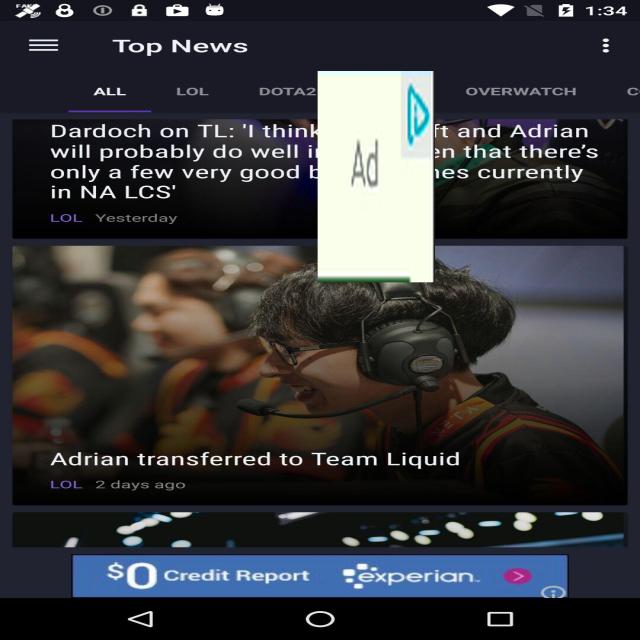 1:34
Top News
ALL LOL DOTA2 OVERWATCH
Ad
Dardoch on TL: 'I think ft and Adrian
will probably do well in en that there's
only a few very good b nes currently
in NA LCS'
LOL Yesterday
Adrian transferred to Team Liquid
LOL 2 days ago
$0 Credit Report experian